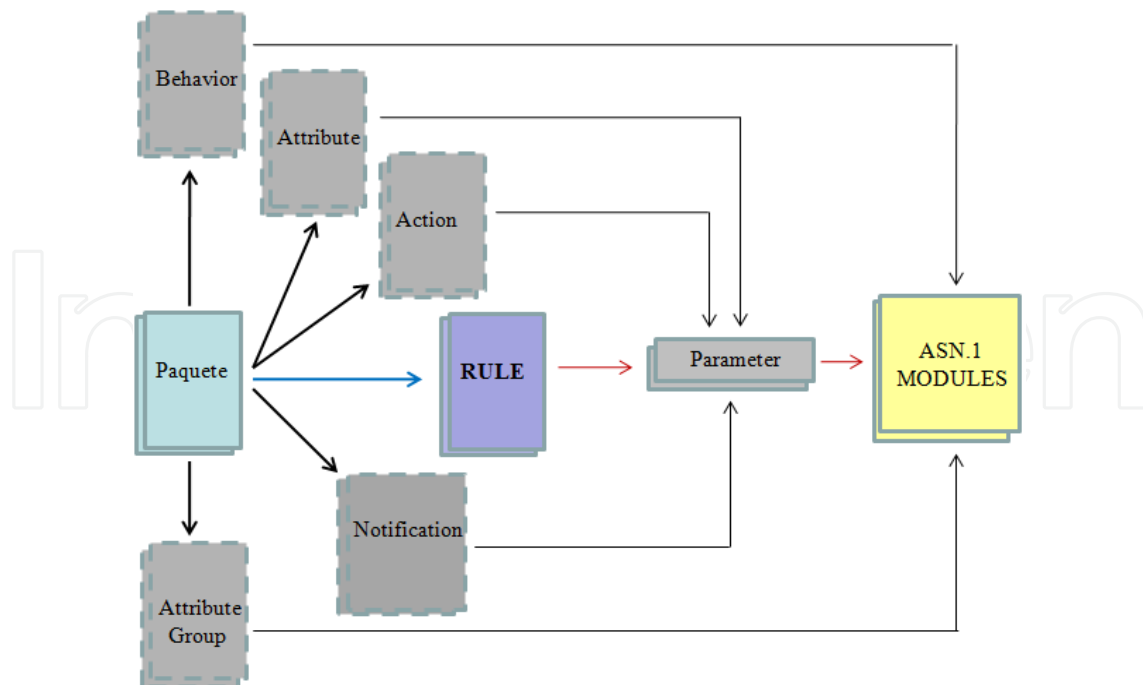 Behavior
Attribute
Action
Paquete
RULE
Parameter
ASN.1
MODULES
Notification
Attribute
Group